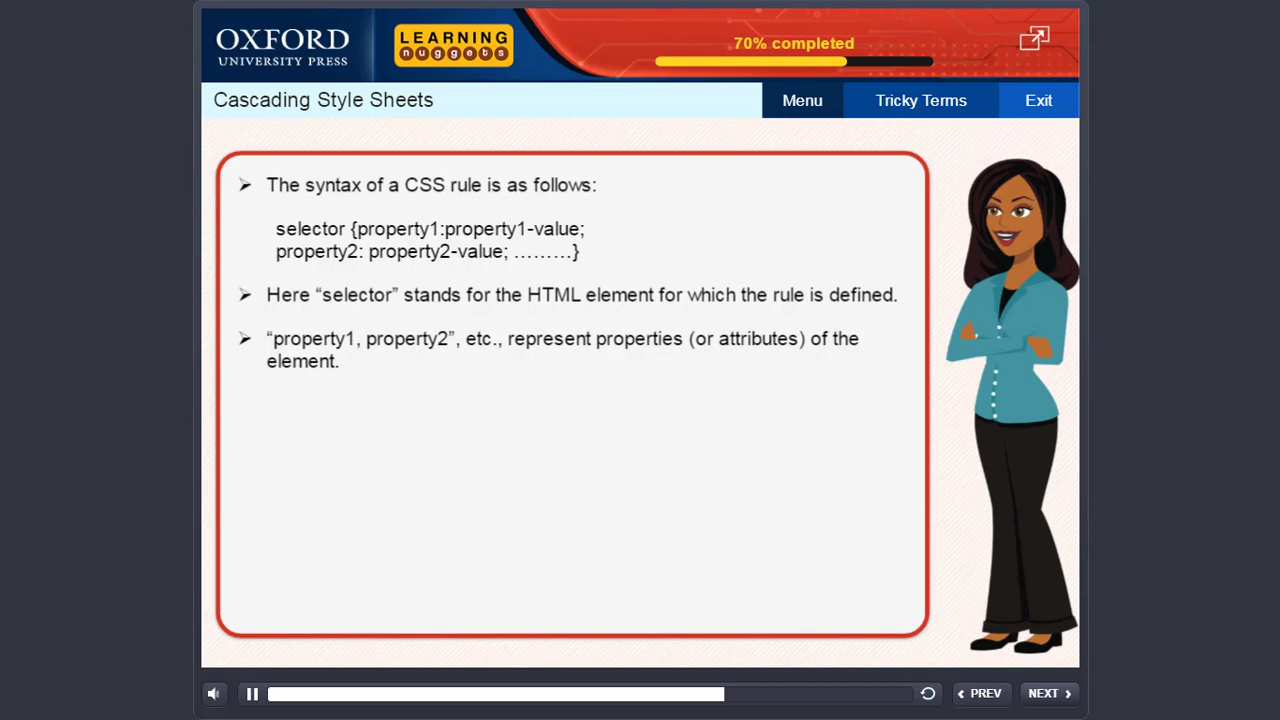 OXFORD
UNIVERSITY PRESS
LEARNING
nuggets
70% completed
Cascading Style Sheets
Menu
Tricky Terms
Exit
➢ The syntax of a CSS rule is as follows:
selector {property1:property1-value;
property2: property2-value; ………}
➢ Here “selector” stands for the HTML element for which the rule is defined.
➢ “property1, property2”, etc., represent properties (or attributes) of the
element.
PREV
NEXT